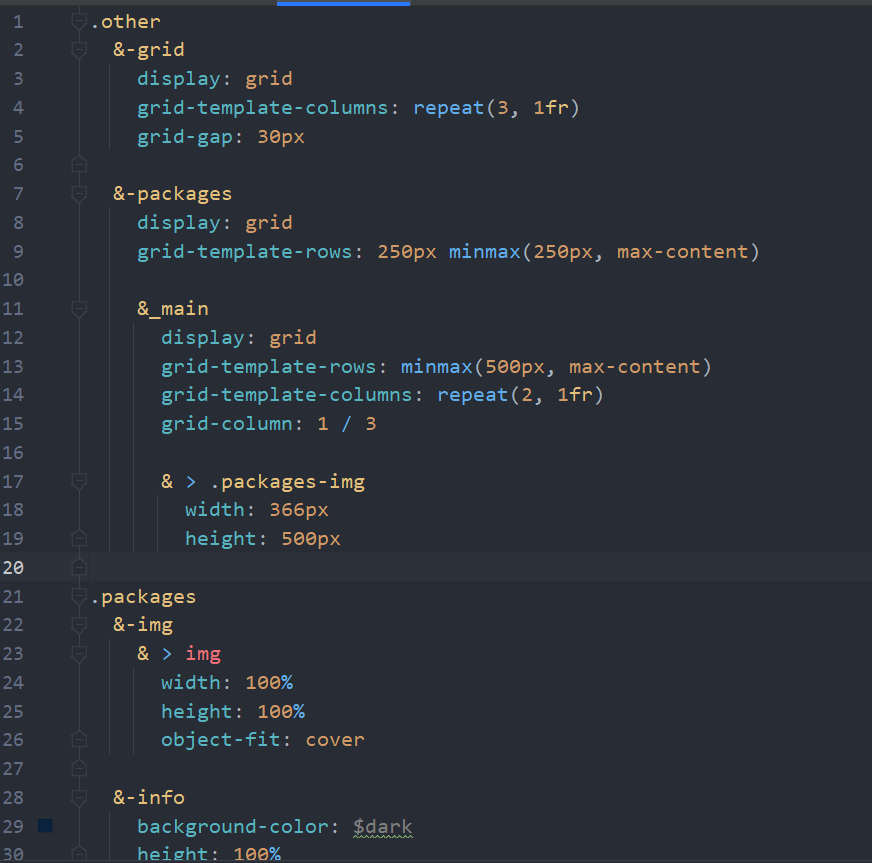 1 .other
2 &-grid
3 display: grid
4 grid-template-columns: repeat(3, 1fr)
5 grid-gap: 30px
6
7 &-packages
8 display: grid
9 grid-template-rows: 250px minmax(250px, max-content)
10
11 &_main
12 display: grid
13 grid-template-rows: minmax(500px, max-content)
14 grid-template-columns: repeat(2, 1fr)
15 grid-column: 1 / 3
16
17 & > .packages-img
18 width: 366px
19 height: 500px
20
21 .packages
22 &-img
23 & > img
24 width: 100%
25 height: 100%
26 object-fit: cover
27
28 &-info
29 background-color: $dark
30 height: 100%